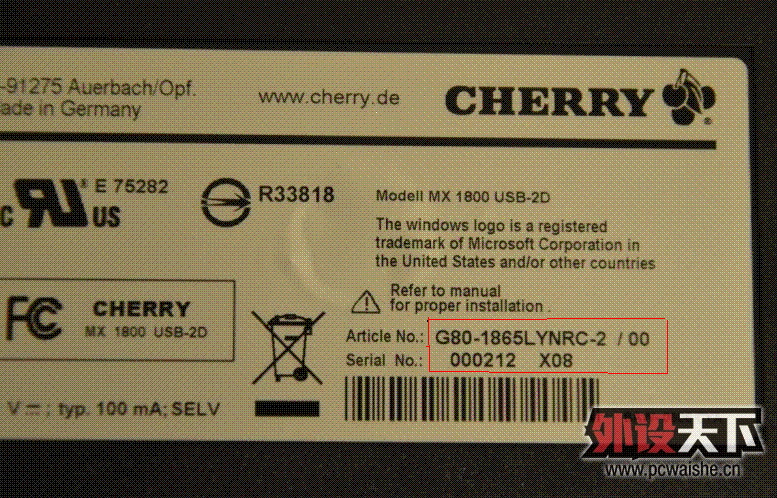 -91275 Auerbach/Opf.
ade in Germany
www.cherry.de
CHERRY
®
E 75282
C
US
R33818
Modell MX 1800 USB-2D
The windows logo is a registered
trademark of Microsoft Corporation in
the United States and/or other countries
FC
CHERRY
MX 1800 USB-2D
Refer to manual
for proper installation .
Article No.: G80-1865LYNRC-2 / 00
Serial No.: 000212 X08
V ⎓ ; typ. 100 mA; SELV
外设天下
www.pcwaishe.cn